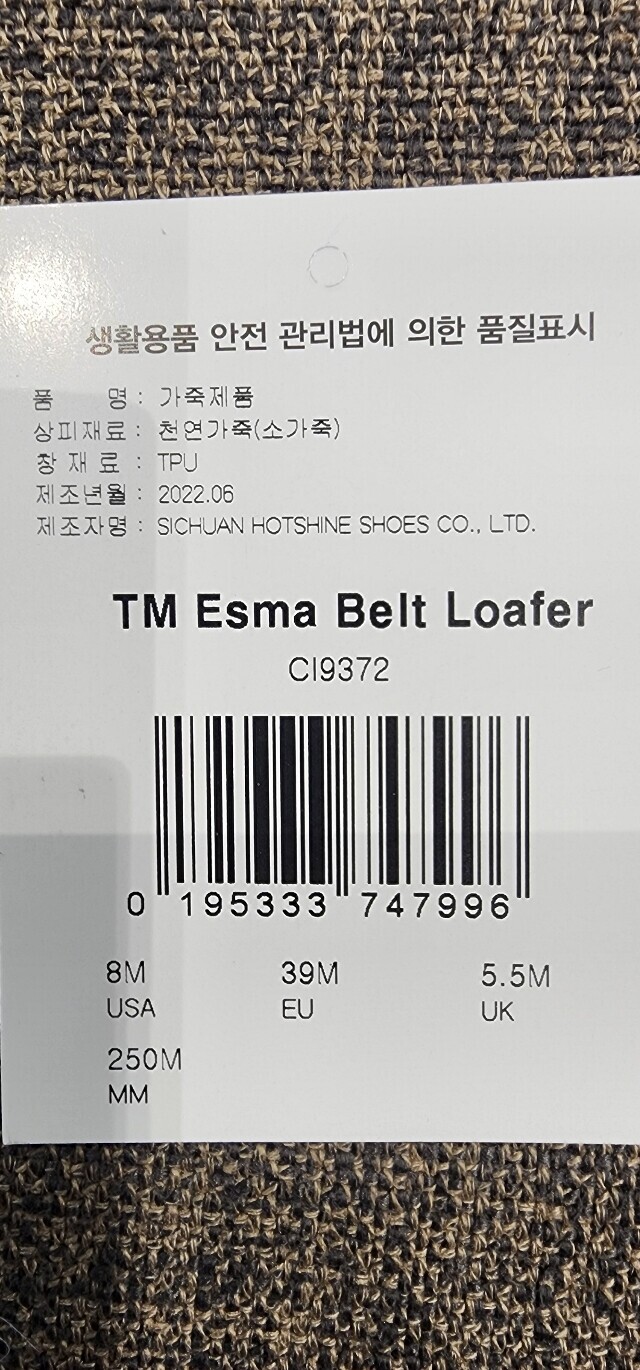 생활용품 안전 관리법에 의한 품질표시
품 명 : 가죽제품
상피재료 : 천연가죽(소가죽)
창 재 료 : TPU
제조년월 : 2022.06
제조자명 : SICHUAN HOTSHINE SHOES CO., LTD.
TM Esma Belt Loafer
CI9372
0 195333 747996
8M 39M 5.5M
USA EU UK
250M
MM